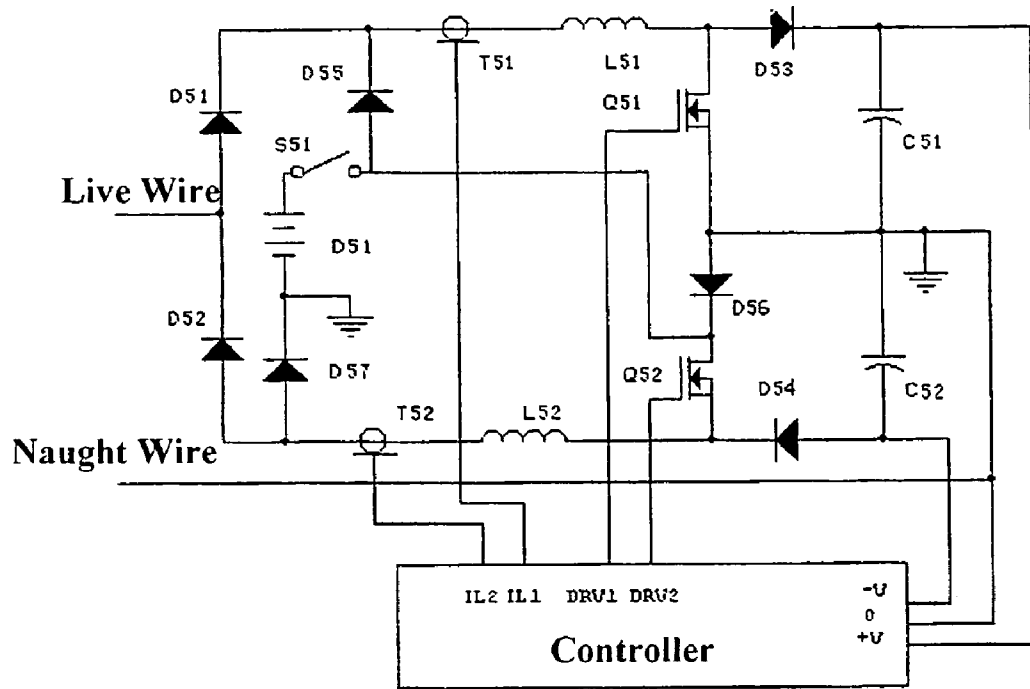 D55
T51
L51
D53
D51
Q51
S51
C51
Live Wire
D51
D56
D52
D57
Q52
D54
C52
T52
L52
Naught Wire
IL2 IL1 DRV1 DRV2
-V
0
+V
Controller